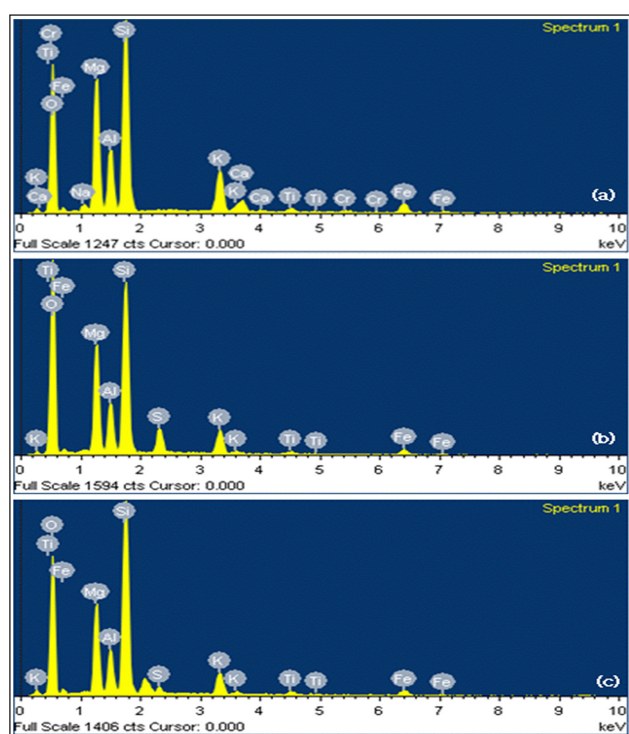 Spectrum 1
Cr
Ti
Si
Mg
Fe
O
Al
K
Ca
K
K
Ca
Na
Ca
Ti
Ti
Cr
Cr
Fe
Fe
(a)
0 1 2 3 4 5 6 7 8 9 10
Full Scale 1247 cts Cursor: 0.000 keV
Spectrum 1
Ti
Si
Fe
O
Mg
Al
S
K
K
K
Ti
Ti
Fe
Fe
(b)
0 1 2 3 4 5 6 7 8 9 10
Full Scale 1594 cts Cursor: 0.000 keV
Spectrum 1
Si
O
Ti
Fe
Mg
Al
K
K
S
K
Ti
Ti
Fe
Fe
(c)
0 1 2 3 4 5 6 7 8 9 10
Full Scale 1406 cts Cursor: 0.000 keV